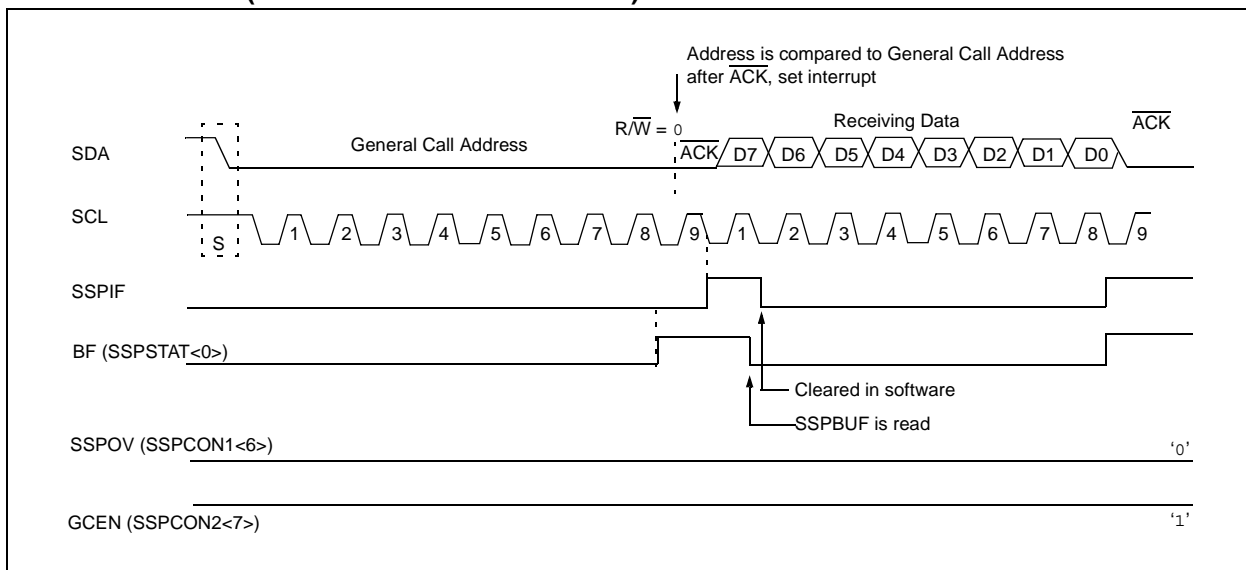 Address is compared to General Call Address
after ACK, set interrupt
R/W = 0
Receiving Data
ACK
SDA
General Call Address
ACK
D7 D6 D5 D4 D3 D2 D1 D0
SCL
S
1 2 3 4 5 6 7 8 9 1 2 3 4 5 6 7 8 9
SSPIF
BF (SSPSTAT<0>)
Cleared in software
SSPBUF is read
SSPOV (SSPCON1<6>)
‘0’
GCEN (SSPCON2<7>)
‘1’